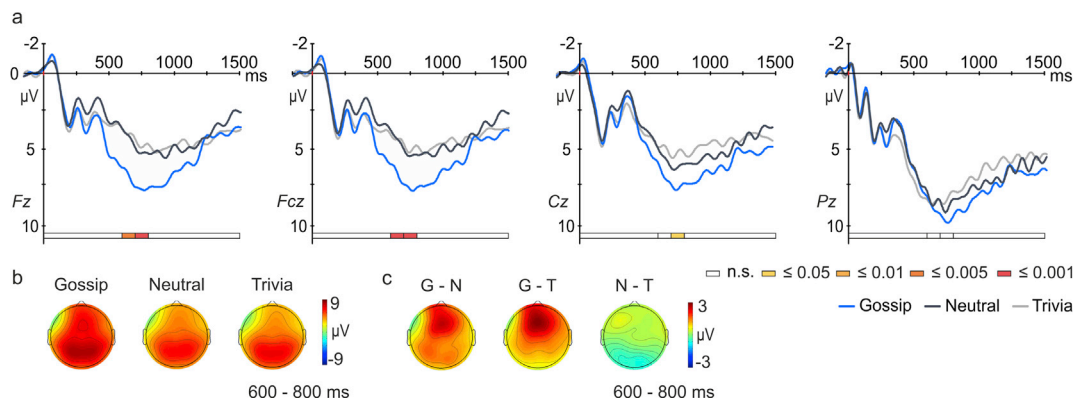 a
-2 500 1000 1500 -2 500 1000 1500 -2 500 1000 1500 -2 500 1000 1500
0 ms ms ms ms
µV µV µV µV
5 5 5 5
Fz Fcz Cz Pz
10 10 10 10
n.s. ≤ 0.05 ≤ 0.01 ≤ 0.005 ≤ 0.001
Gossip Neutral Trivia
b c
Gossip Neutral Trivia G - N G - T N - T
9 3
µV µV
-9 -3
600 - 800 ms 600 - 800 ms